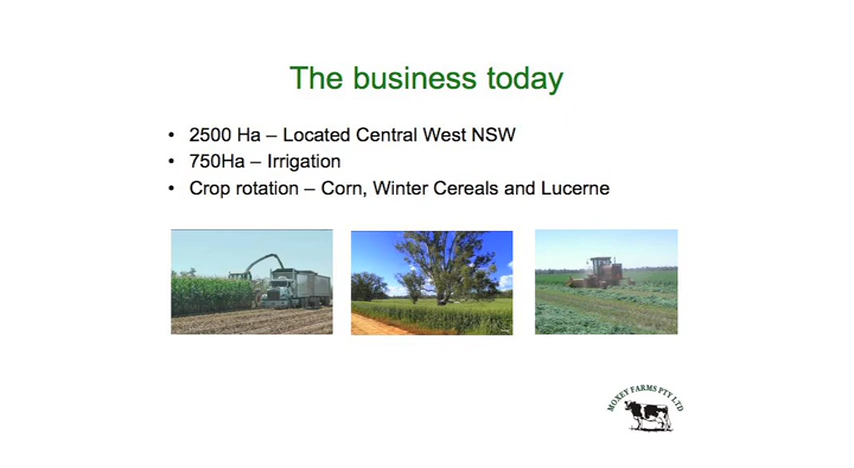 The business today
• 2500 Ha – Located Central West NSW
• 750Ha – Irrigation
• Crop rotation – Corn, Winter Cereals and Lucerne
MOXEY FARMS PTY LTD